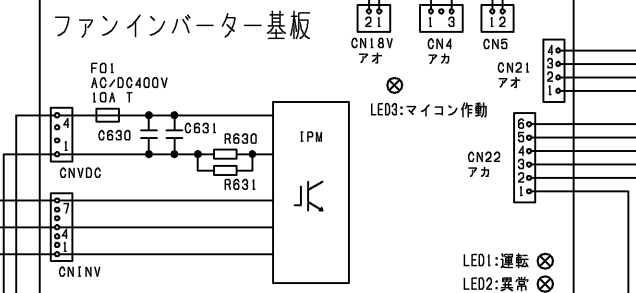 ファンインバーター基板
2 1
CN18V
アオ
1 3
CN4
アカ
1 2
CN5
CN21
アオ
4
3
2
1
F01
AC/DC400V
10A T
LED3:マイコン作動
4
1
CNVDC
C630
C631
R630
R631
IPM
CN22
アカ
6
5
4
3
2
1
7
4
1
CNINV
LED1:運転
LED2:異常